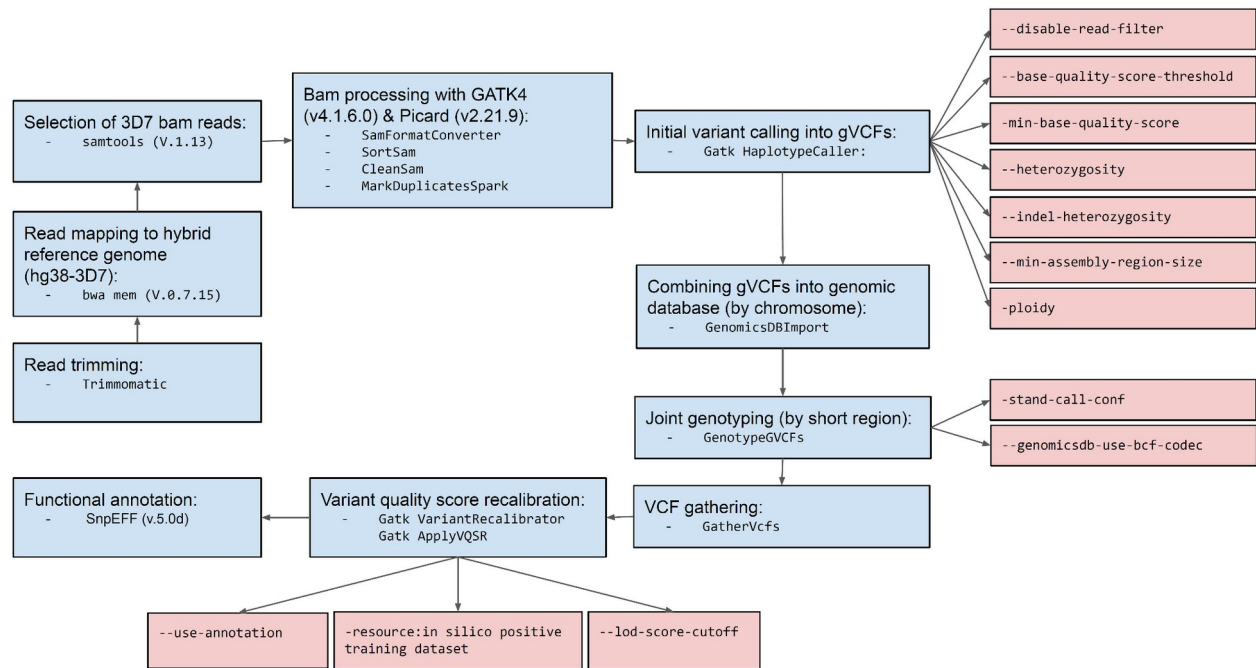 Read trimming:
- Trimmomatic
Read mapping to hybrid
reference genome
(hg38-3D7):
- bwa mem (V.0.7.15)
Selection of 3D7 bam reads:
- samtools (V.1.13)
Bam processing with GATK4
(v4.1.6.0) & Picard (v2.21.9):
- SamFormatConverter
- SortSam
- CleanSam
- MarkDuplicatesSpark
Initial variant calling into gVCFs:
- Gatk HaplotypeCaller:
--disable-read-filter
--base-quality-score-threshold
-min-base-quality-score
--heterozygosity
--indel-heterozygosity
--min-assembly-region-size
-ploidy
Combining gVCFs into genomic
database (by chromosome):
- GenomicsDBImport
Joint genotyping (by short region):
- GenotypeGVCFs
-stand-call-conf
--genomicsdb-use-bcf-codec
VCF gathering:
- GatherVcfs
Variant quality score recalibration:
- Gatk VariantRecalibrator
Gatk ApplyVQSR
--use-annotation
-resource:in silico positive
training dataset
--lod-score-cutoff
Functional annotation:
- SnpEFF (v.5.0d)